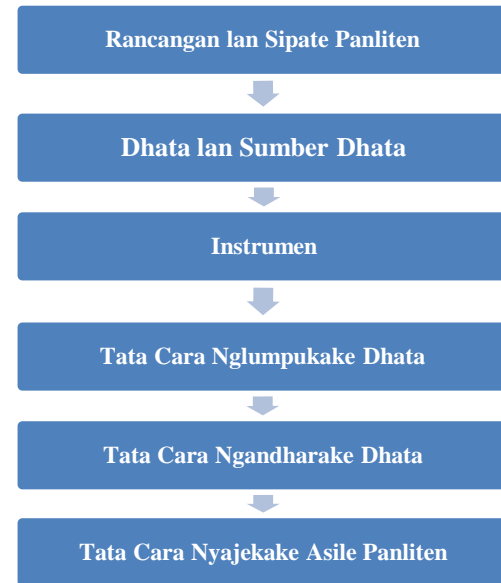 Rancangan lan Sipate Panliten
Dhata lan Sumber Dhata
Instrumen
Tata Cara Nglumpukake Dhata
Tata Cara Ngandharake Dhata
Tata Cara Nyajekake Asile Panliten